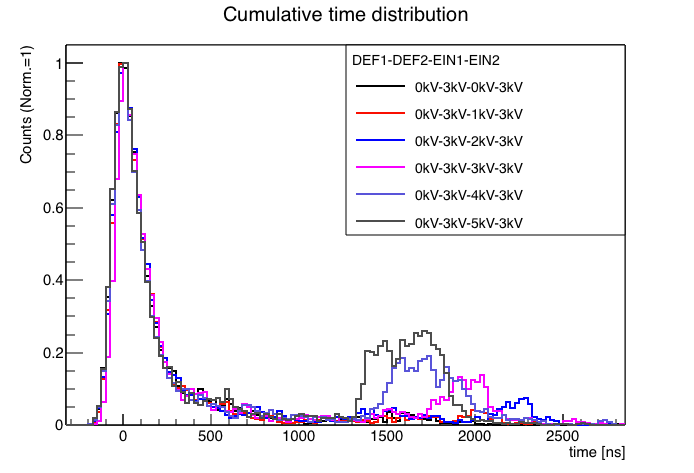 Cumulative time distribution
Counts (Norm.=1)
1
0.8
0.6
0.4
0.2
0
DEF1-DEF2-EIN1-EIN2
0kV-3kV-0kV-3kV
0kV-3kV-1kV-3kV
0kV-3kV-2kV-3kV
0kV-3kV-3kV-3kV
0kV-3kV-4kV-3kV
0kV-3kV-5kV-3kV
0 500 1000 1500 2000 2500
time [ns]